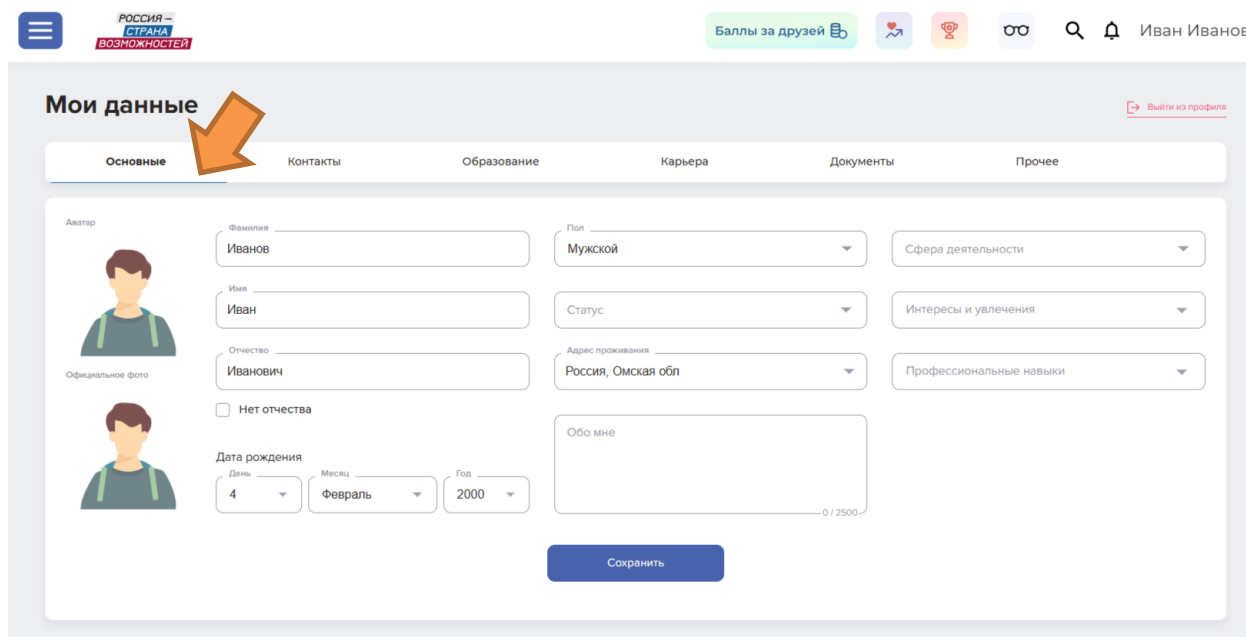 РОССИЯ –
СТРАНА
ВОЗМОЖНОСТЕЙ
Баллы за друзей
Иван Иванов
Мои данные
Выйти из профиля
Основные
Контакты
Образование
Карьера
Документы
Прочее
Аватар
Официальное фото
Фамилия
Иванов
Имя
Иван
Отчество
Иванович
Нет отчества
Дата рождения
День
4
Месяц
Февраль
Год
2000
Пол
Мужской
Статус
Адрес проживания
Россия, Омская обл
Обо мне
0 / 2500
Сфера деятельности
Интересы и увлечения
Профессиональные навыки
Сохранить